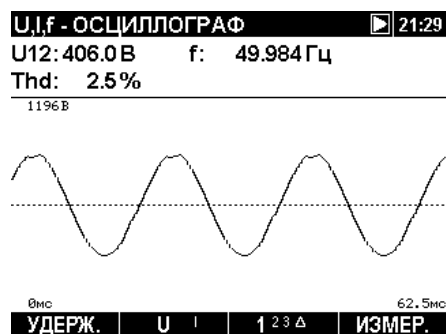 U,I,f - ОСЦИЛЛОГРАФ 21:29
U12: 406.0 В f: 49.984 Гц
Thd: 2.5%
1196В
0мс 62.5мс
УДЕРЖ. U I 1 2 3 Δ ИЗМЕР.